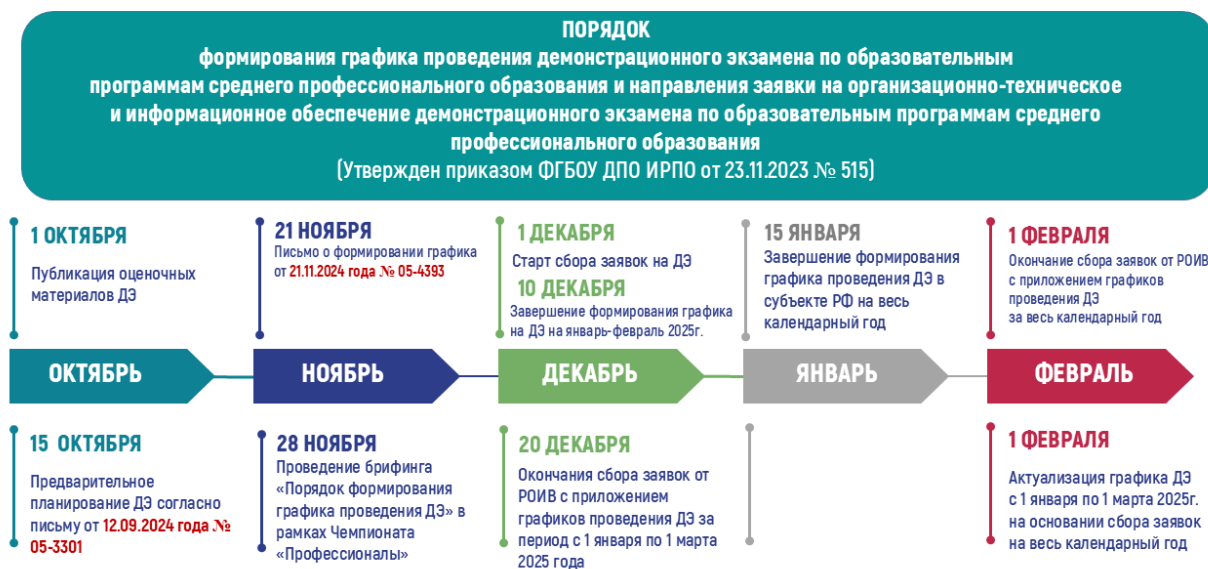 ПОРЯДОК
формирования графика проведения демонстрационного экзамена по образовательным
программам среднего профессионального образования и направления заявки на организационно-техническое
и информационное обеспечение демонстрационного экзамена по образовательным программам среднего
профессионального образования
(Утвержден приказом ФГБОУ ДПО ИРПО от 23.11.2023 № 515)
1 ОКТЯБРЯ
Публикация оценочных
материалов ДЭ
21 НОЯБРЯ
Письмо о формировании графика
от 21.11.2024 года № 05-4393
1 ДЕКАБРЯ
Старт сбора заявок на ДЭ
10 ДЕКАБРЯ
Завершение формирования графика
на ДЭ на январь-февраль 2025г.
15 ЯНВАРЯ
Завершение формирования
графика проведения ДЭ в
субъекте РФ на весь
календарный год
1 ФЕВРАЛЯ
Окончание сбора заявок от РОИВ
с приложением графиков
проведения ДЭ
за весь календарный год
ОКТЯБРЬ
НОЯБРЬ
ДЕКАБРЬ
ЯНВАРЬ
ФЕВРАЛЬ
15 ОКТЯБРЯ
Предварительное
планирование ДЭ согласно
письму от 12.09.2024 года №
05-3301
28 НОЯБРЯ
Проведение брифинга
«Порядок формирования
графика проведения ДЭ» в
рамках Чемпионата
«Профессионалы»
20 ДЕКАБРЯ
Окончания сбора заявок от
РОИВ с приложением
графиков проведения ДЭ за
период с 1 января по 1 марта
2025 года
1 ФЕВРАЛЯ
Актуализация графика ДЭ
с 1 января по 1 марта 2025г.
на основании сбора заявок
на весь календарный год